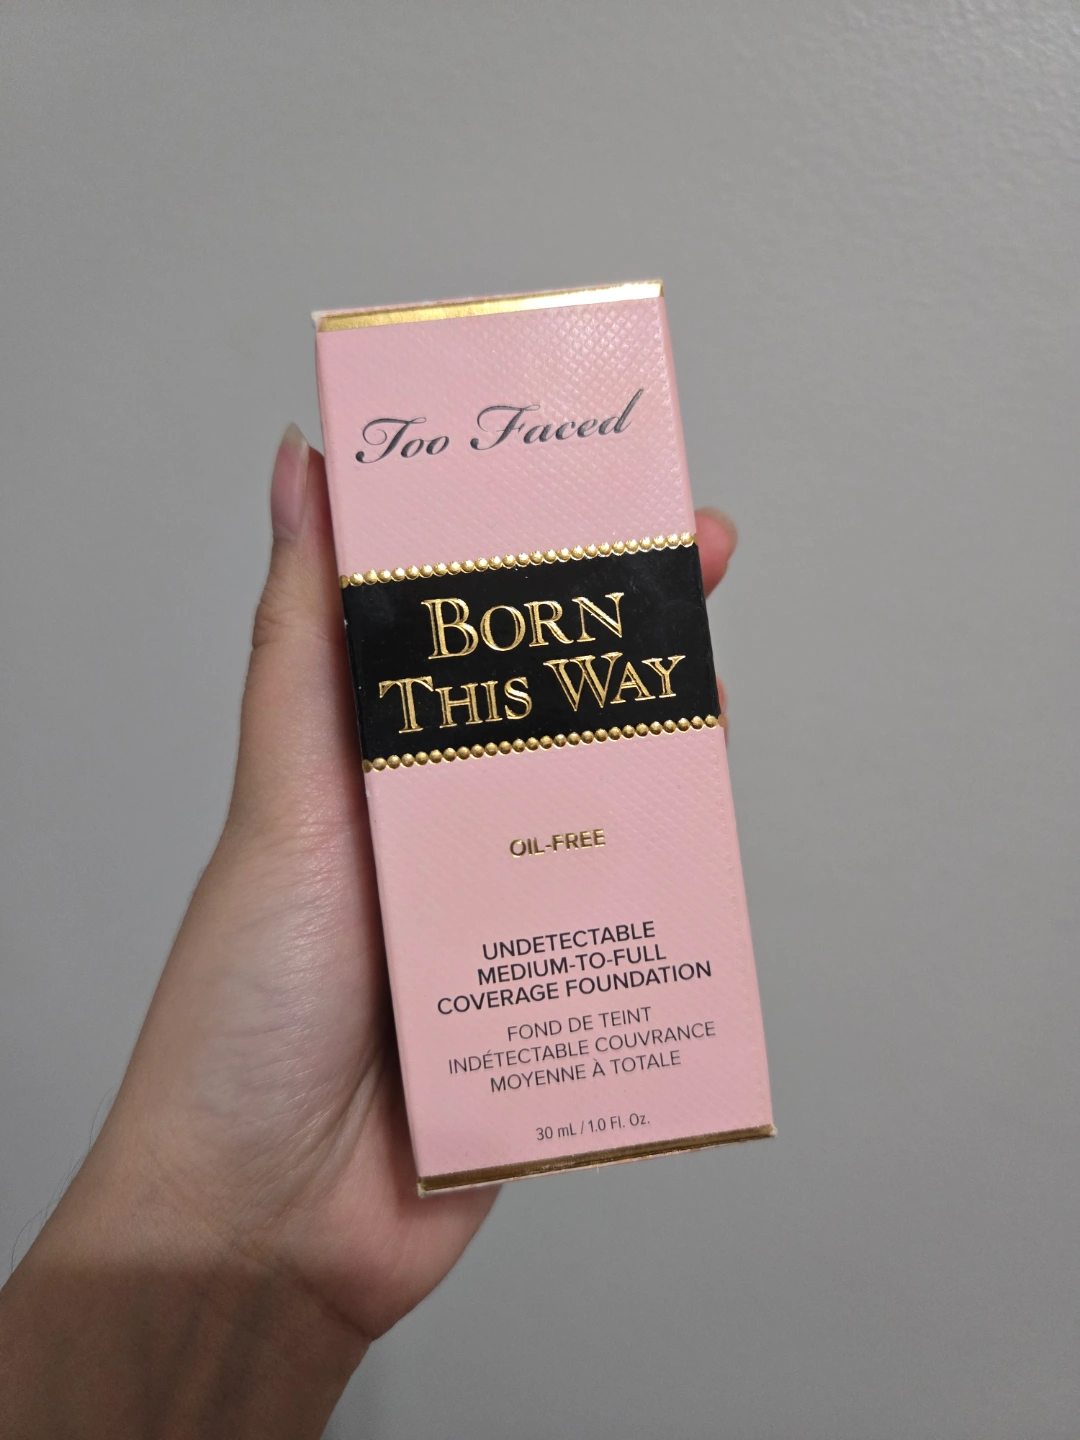 Too Faced
BORN
THIS WAY
OIL-FREE
UNDETECTABLE
MEDIUM-TO-FULL
COVERAGE FOUNDATION
FOND DE TEINT
INDÉTECTABLE COUVRANCE
MOYENNE À TOTALE
30 mL / 1.0 Fl. Oz.